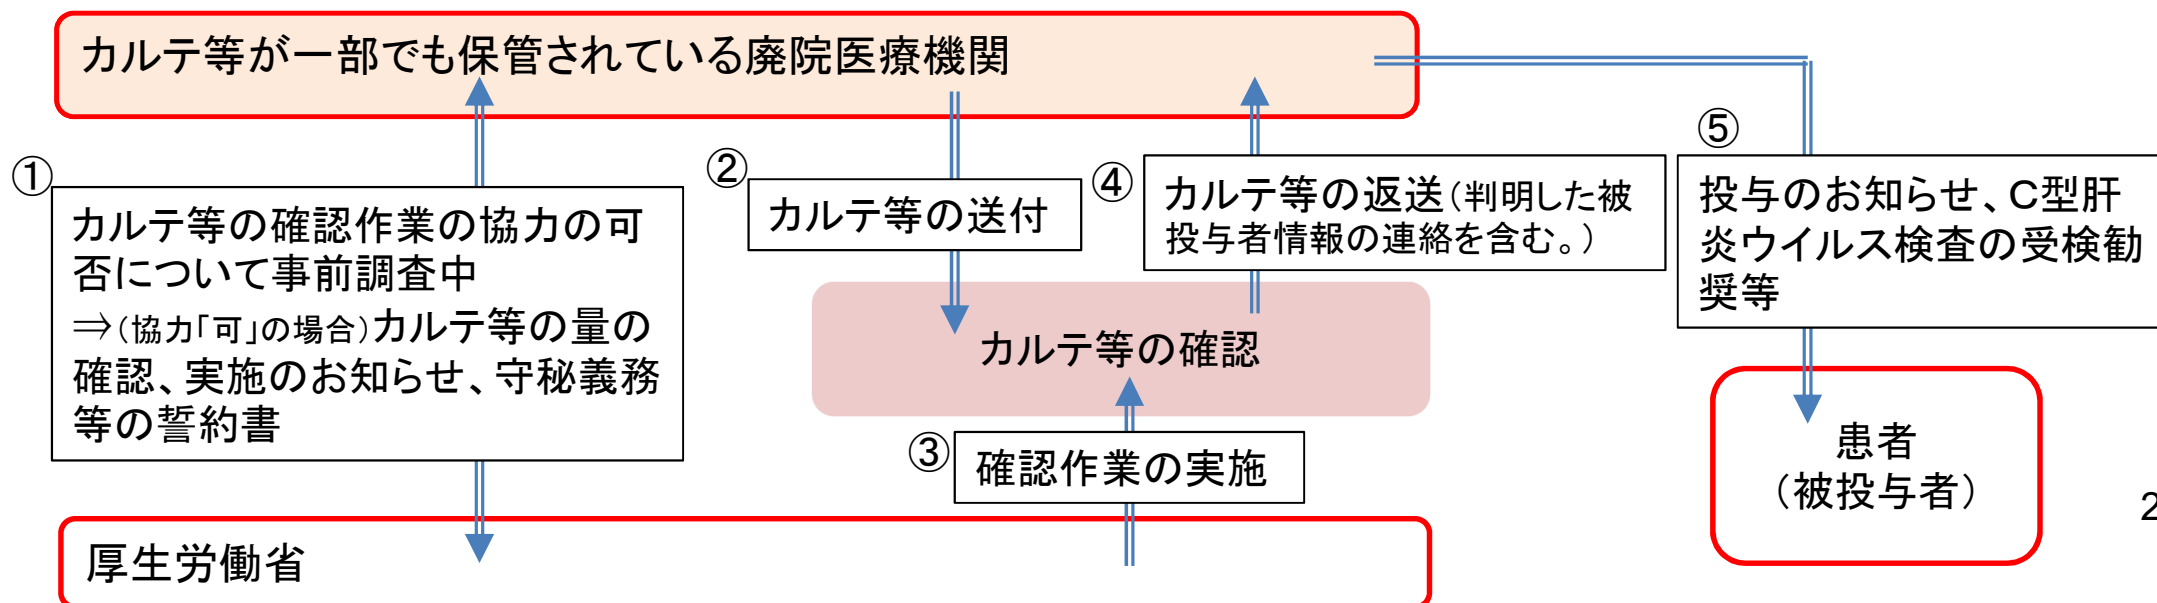 カルテ等が一部でも保管されている廃院医療機関
①
カルテ等の確認作業の協力の可
否について事前調査中
⇒(協力「可」の場合)カルテ等の量の
確認、実施のお知らせ、守秘義務
等の誓約書
②
カルテ等の送付
④
カルテ等の返送(判明した被
投与者情報の連絡を含む。)
⑤
投与のお知らせ、C型肝
炎ウイルス検査の受検勧
奨等
カルテ等の確認
③
確認作業の実施
患者
(被投与者)
2
厚生労働省